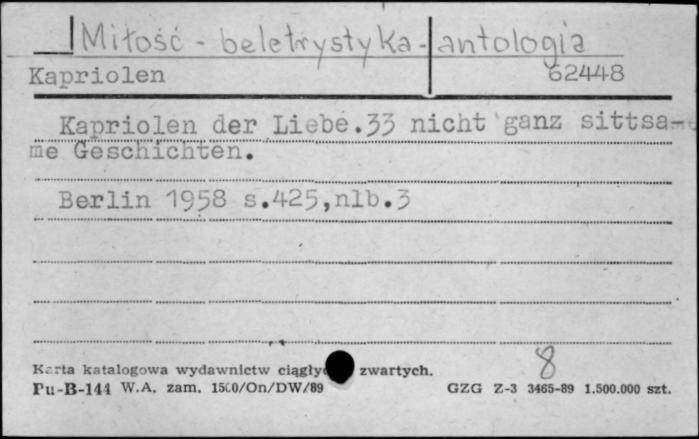 Miłość - beletrystyka - antologia
Kapriolen 62448
Kapriolen der Liebe.33 nicht ganz sittsa-
me Geschichten.
Berlin 1958 s.425,nlb.3
8
Karta katalogowa wydawnictw ciągłyc zwartych.
Pu-B-144 W.A. zam. 1500/On/DW/89 GZG Z-3 3465-89 1.500.000 szt.